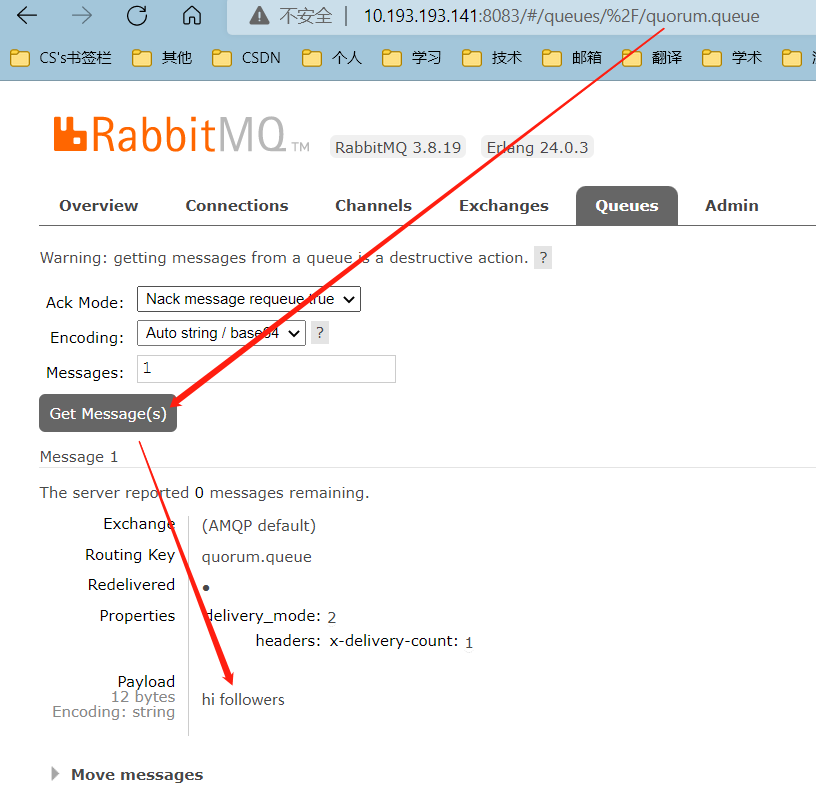 不安全 | 10.193.193.141:8083/#/queues/%2F/quorum.queue
CS's书签栏 其他 CSDN 个人 学习 技术 邮箱 翻译 学术
RabbitMQ TM RabbitMQ 3.8.19 Erlang 24.0.3
Overview Connections Channels Exchanges Queues Admin
Warning: getting messages from a queue is a destructive action. ?
Ack Mode: Nack message requeue true
Encoding: Auto string / base64 ?
Messages: 1
Get Message(s)
Message 1
The server reported 0 messages remaining.
Exchange (AMQP default)
Routing Key quorum.queue
Redelivered ●
Properties delivery_mode: 2
headers: x-delivery-count: 1
Payload
12 bytes
Encoding: string
hi followers
Move messages